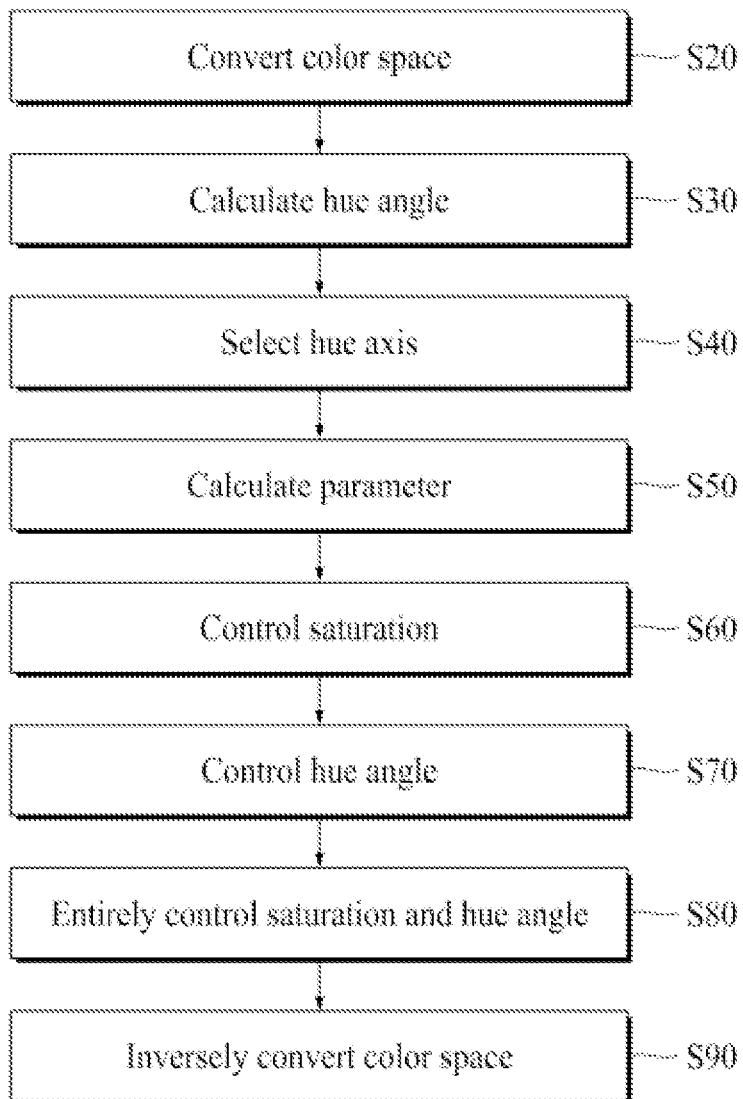 Convert color space S20
Calculate hue angle S30
Select hue axis S40
Calculate parameter S50
Control saturation S60
Control hue angle S70
Entirely control saturation and hue angle S80
Inversely convert color space S90